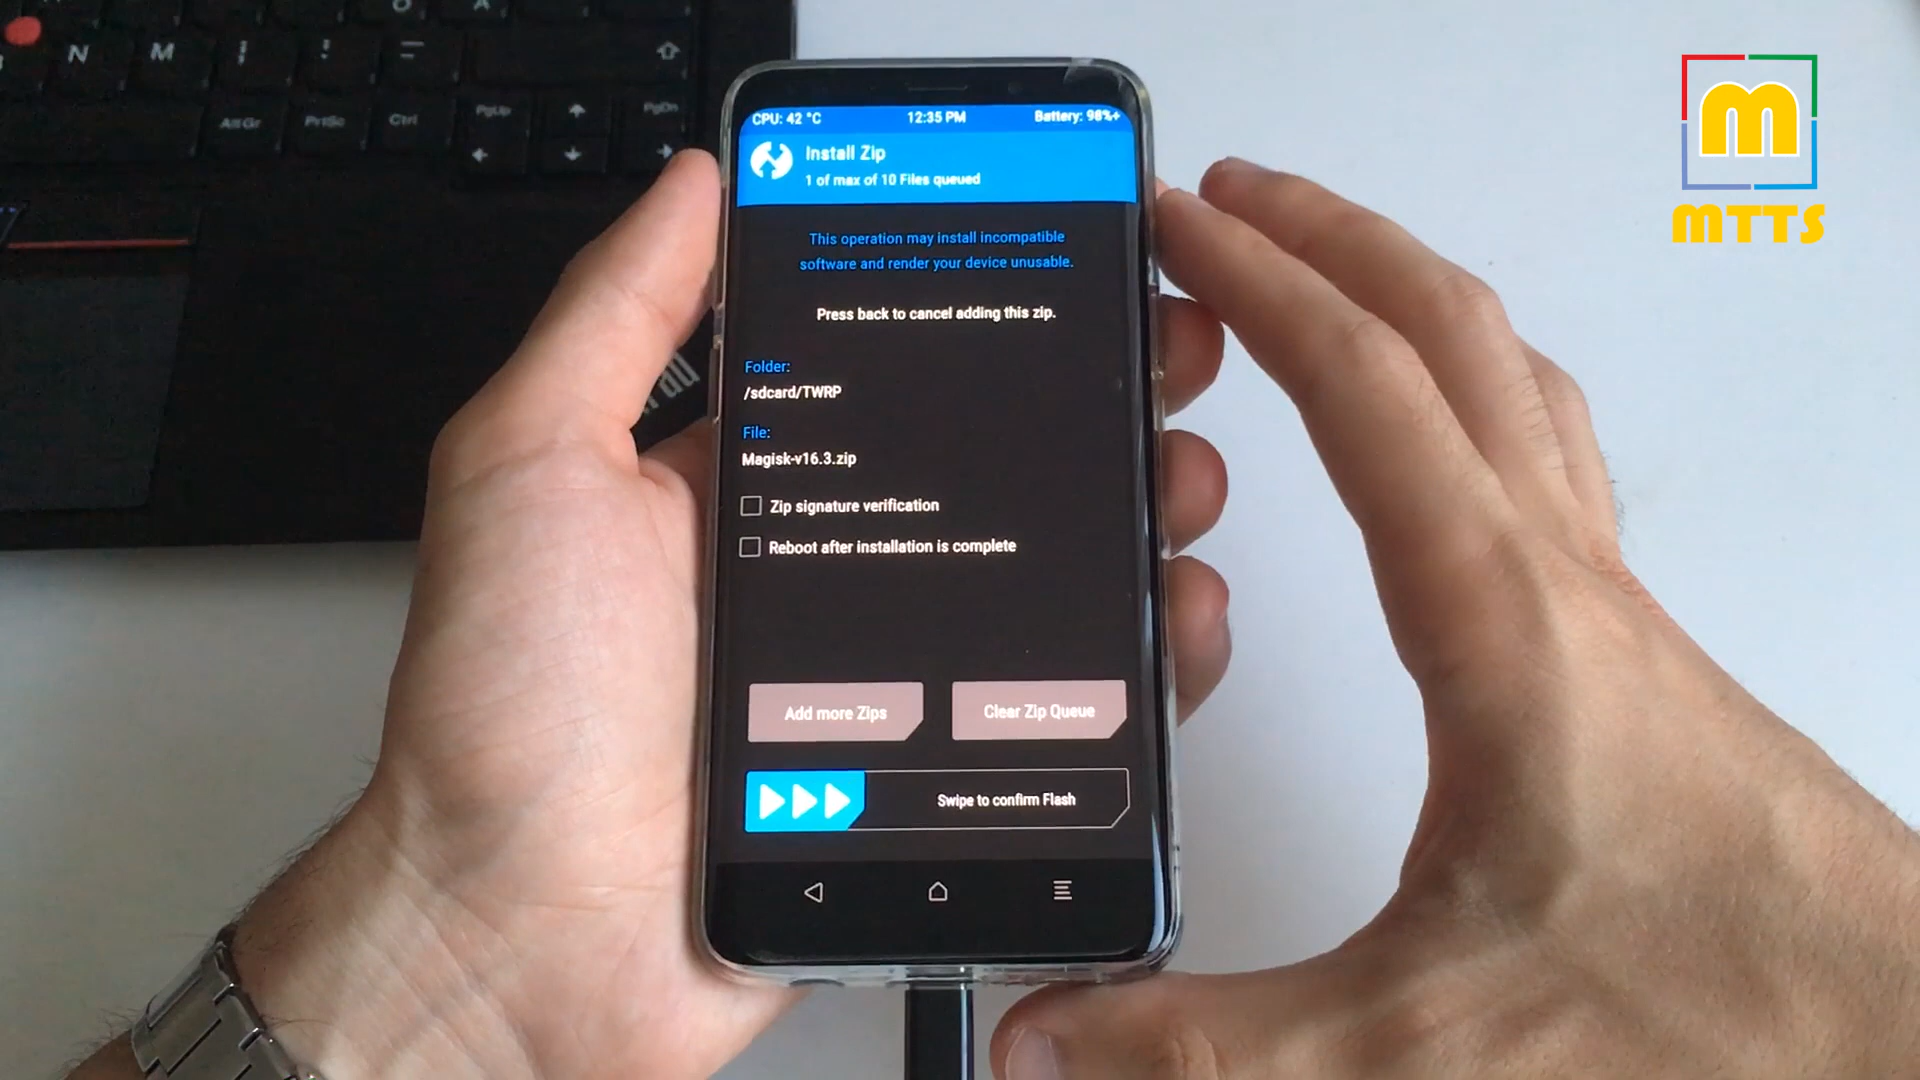 N M
AltGr PrtSc Ctrl PgUp PgDn
CPU: 42 °C 12:35 PM Battery: 98%+
Install Zip
1 of max of 10 Files queued
This operation may install incompatible
software and render your device unusable.
Press back to cancel adding this zip.
Folder:
/sdcard/TWRP
File:
Magisk-v16.3.zip
Zip signature verification
Reboot after installation is complete
Add more Zips
Clear Zip Queue
Swipe to confirm Flash
m
MTTS